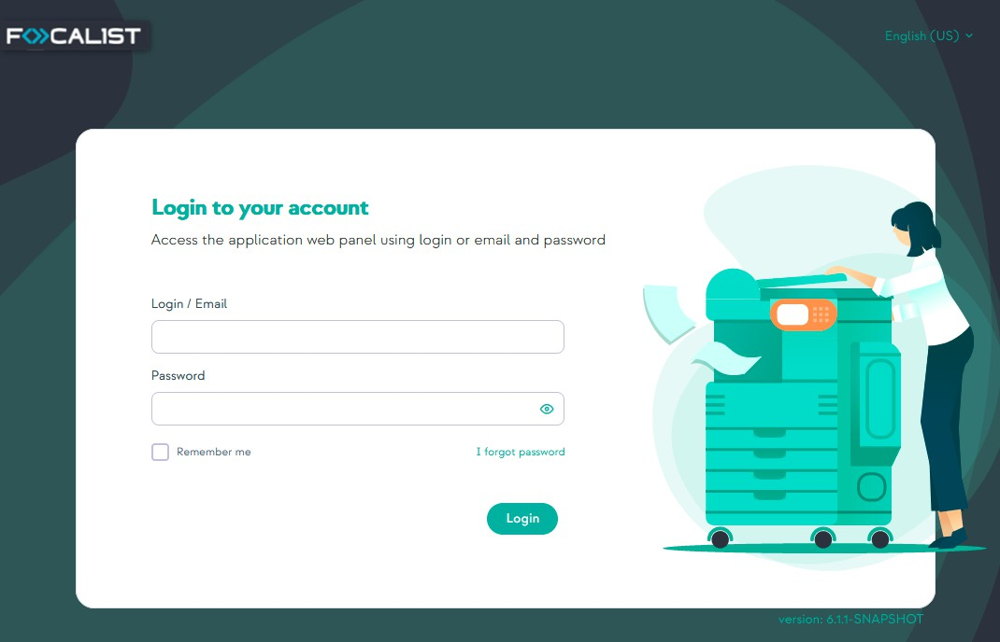 FOCALIST
English (US)
Login to your account
Access the application web panel using login or email and password
Login / Email
Password
Remember me
I forgot password
Login
version: 6.1.1-SNAPSHOT